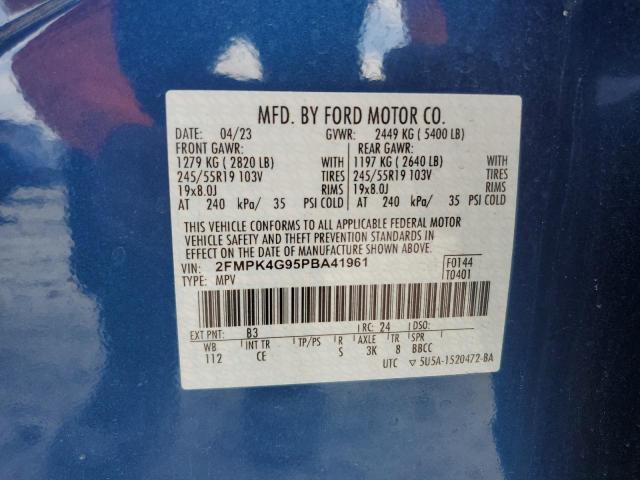 MFD. BY FORD MOTOR CO.
DATE: 04/23 GVWR: 2449 KG ( 5400 LB)
FRONT GAWR: REAR GAWR:
1279 KG ( 2820 LB) WITH 1197 KG ( 2640 LB) WITH
245/55R19 103V TIRES 245/55R19 103V TIRES
19x8.0J RIMS 19x8.0J RIMS
AT 240 kPa/ 35 PSI COLD AT 240 kPa/ 35 PSI COLD
THIS VEHICLE CONFORMS TO ALL APPLICABLE FEDERAL MOTOR
VEHICLE SAFETY AND THEFT PREVENTION STANDARDS IN
EFFECT ON THE DATE OF MANUFACTURE SHOWN ABOVE.
VIN: 2FMPK4G95PBA41961 F0144
TYPE: MPV T0401
EXT PNT: B3 RC: 24 DSO:
WB INT TR TP/PS R AXLE TR SPR
112 CE S 3K 8 BBCC
UTC ▽ 5U5A-1520472-BA